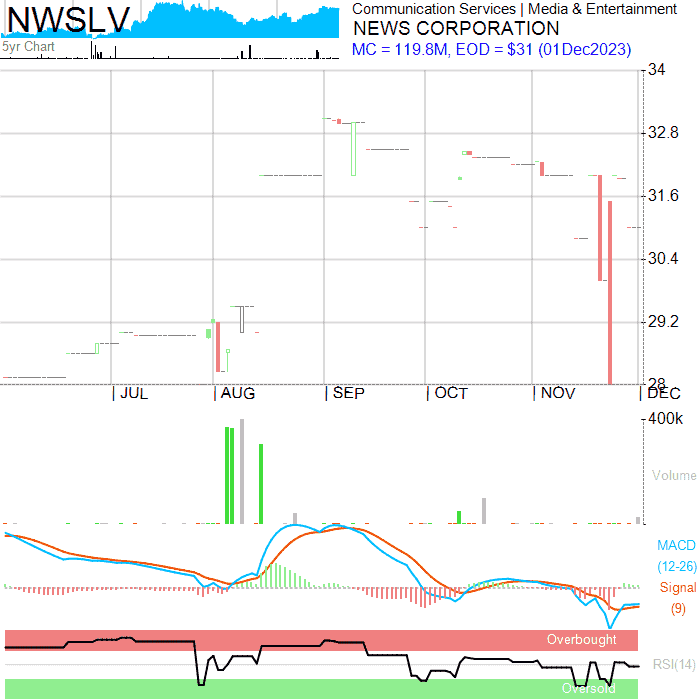 NWSLV
5yr Chart
Communication Services | Media & Entertainment
NEWS CORPORATION
MC = 119.8M, EOD = $31 (01Dec2023)
34
32.8
31.6
30.4
29.2
28
JUL AUG SEP OCT NOV DEC
400k
Volume
MACD
(12-26)
Signal
(9)
Overbought
RSI(14)
Oversold